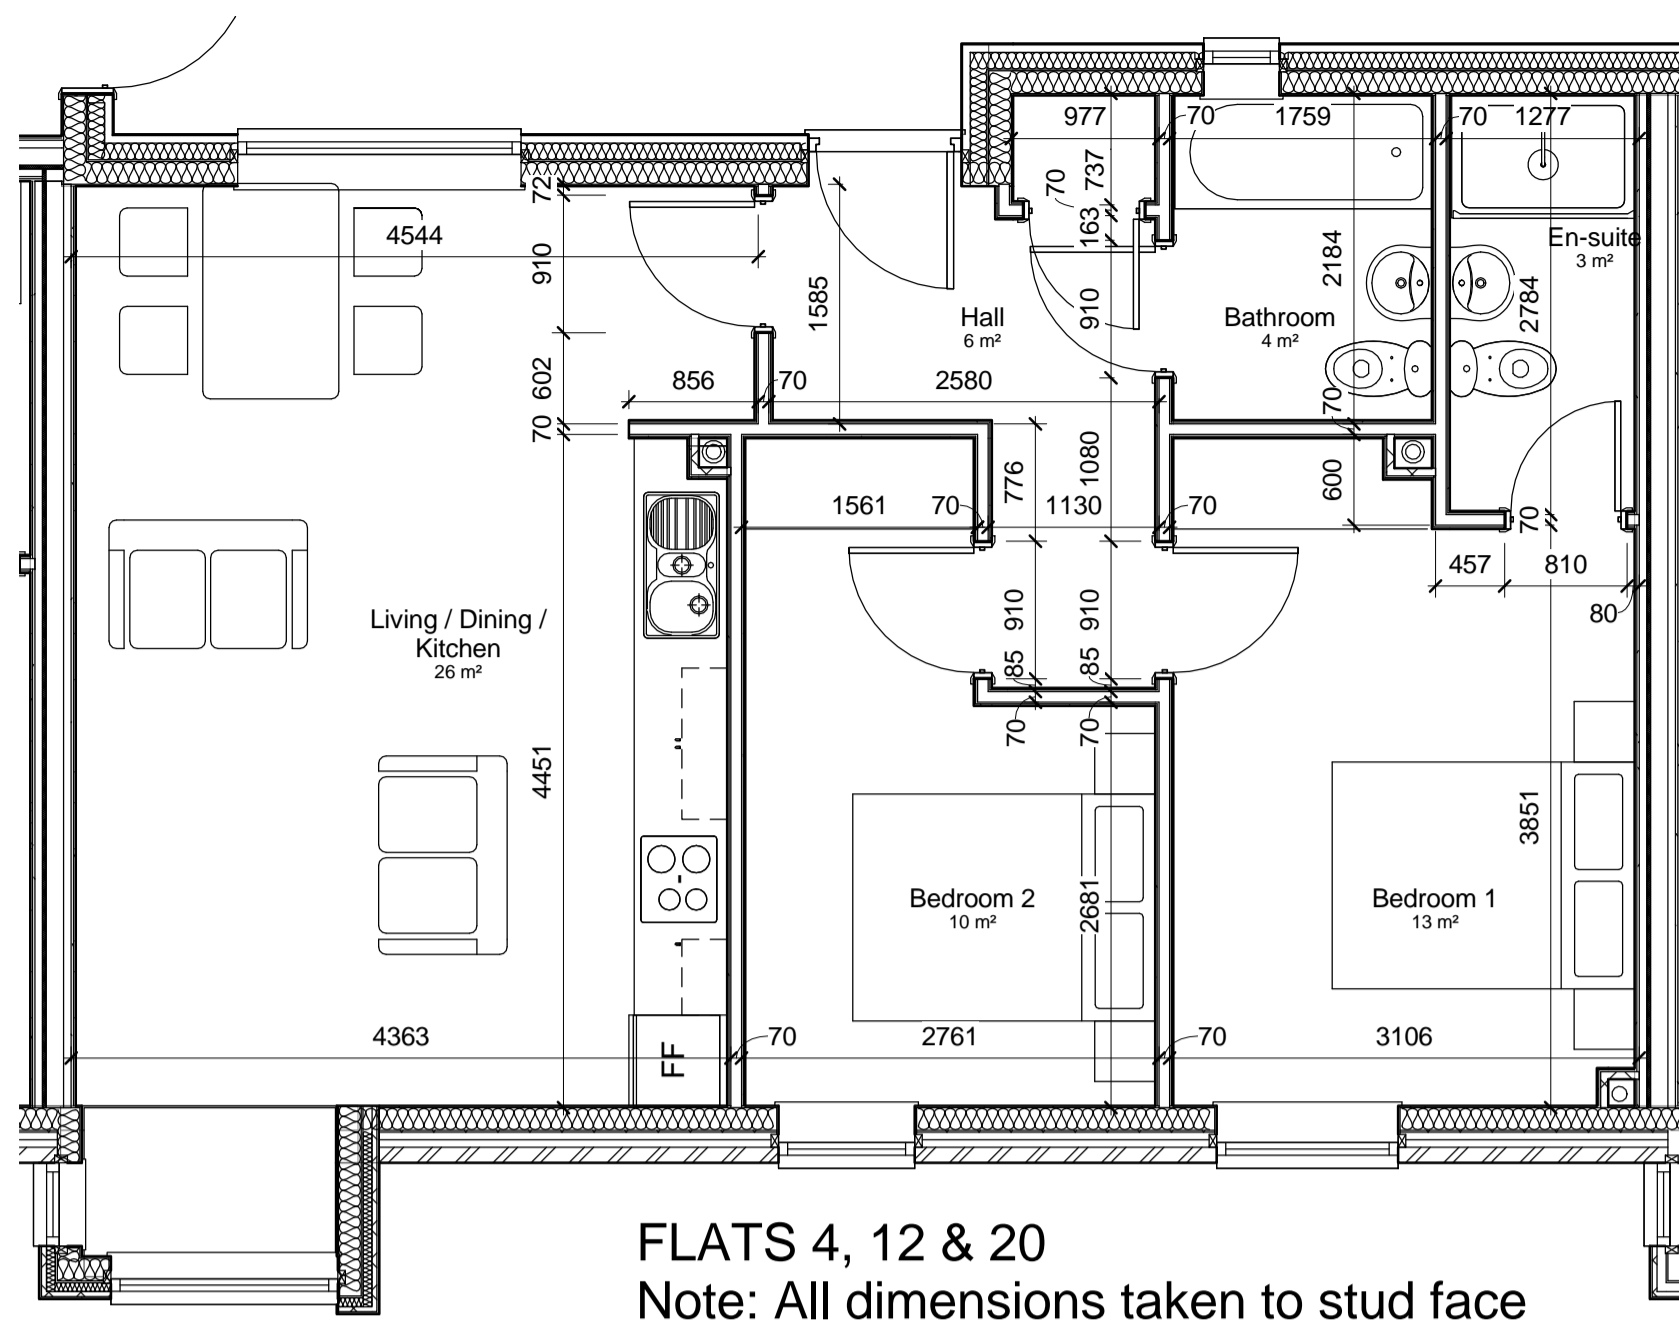 977
70
1759
70
1277
737
70
163
72
4544
910
2184
En-suite
3 m²
1585
910
2784
Hall
6 m²
Bathroom
4 m²
602
856
70
2580
70
70
776
1080
600
1561
70
1130
70
70
457
810
80
910
910
Living / Dining /
Kitchen
26 m²
85
85
70
70
4451
3851
2681
Bedroom 2
10 m²
Bedroom 1
13 m²
4363
70
2761
70
3106
FF
FLATS 4, 12 & 20
Note: All dimensions taken to stud face